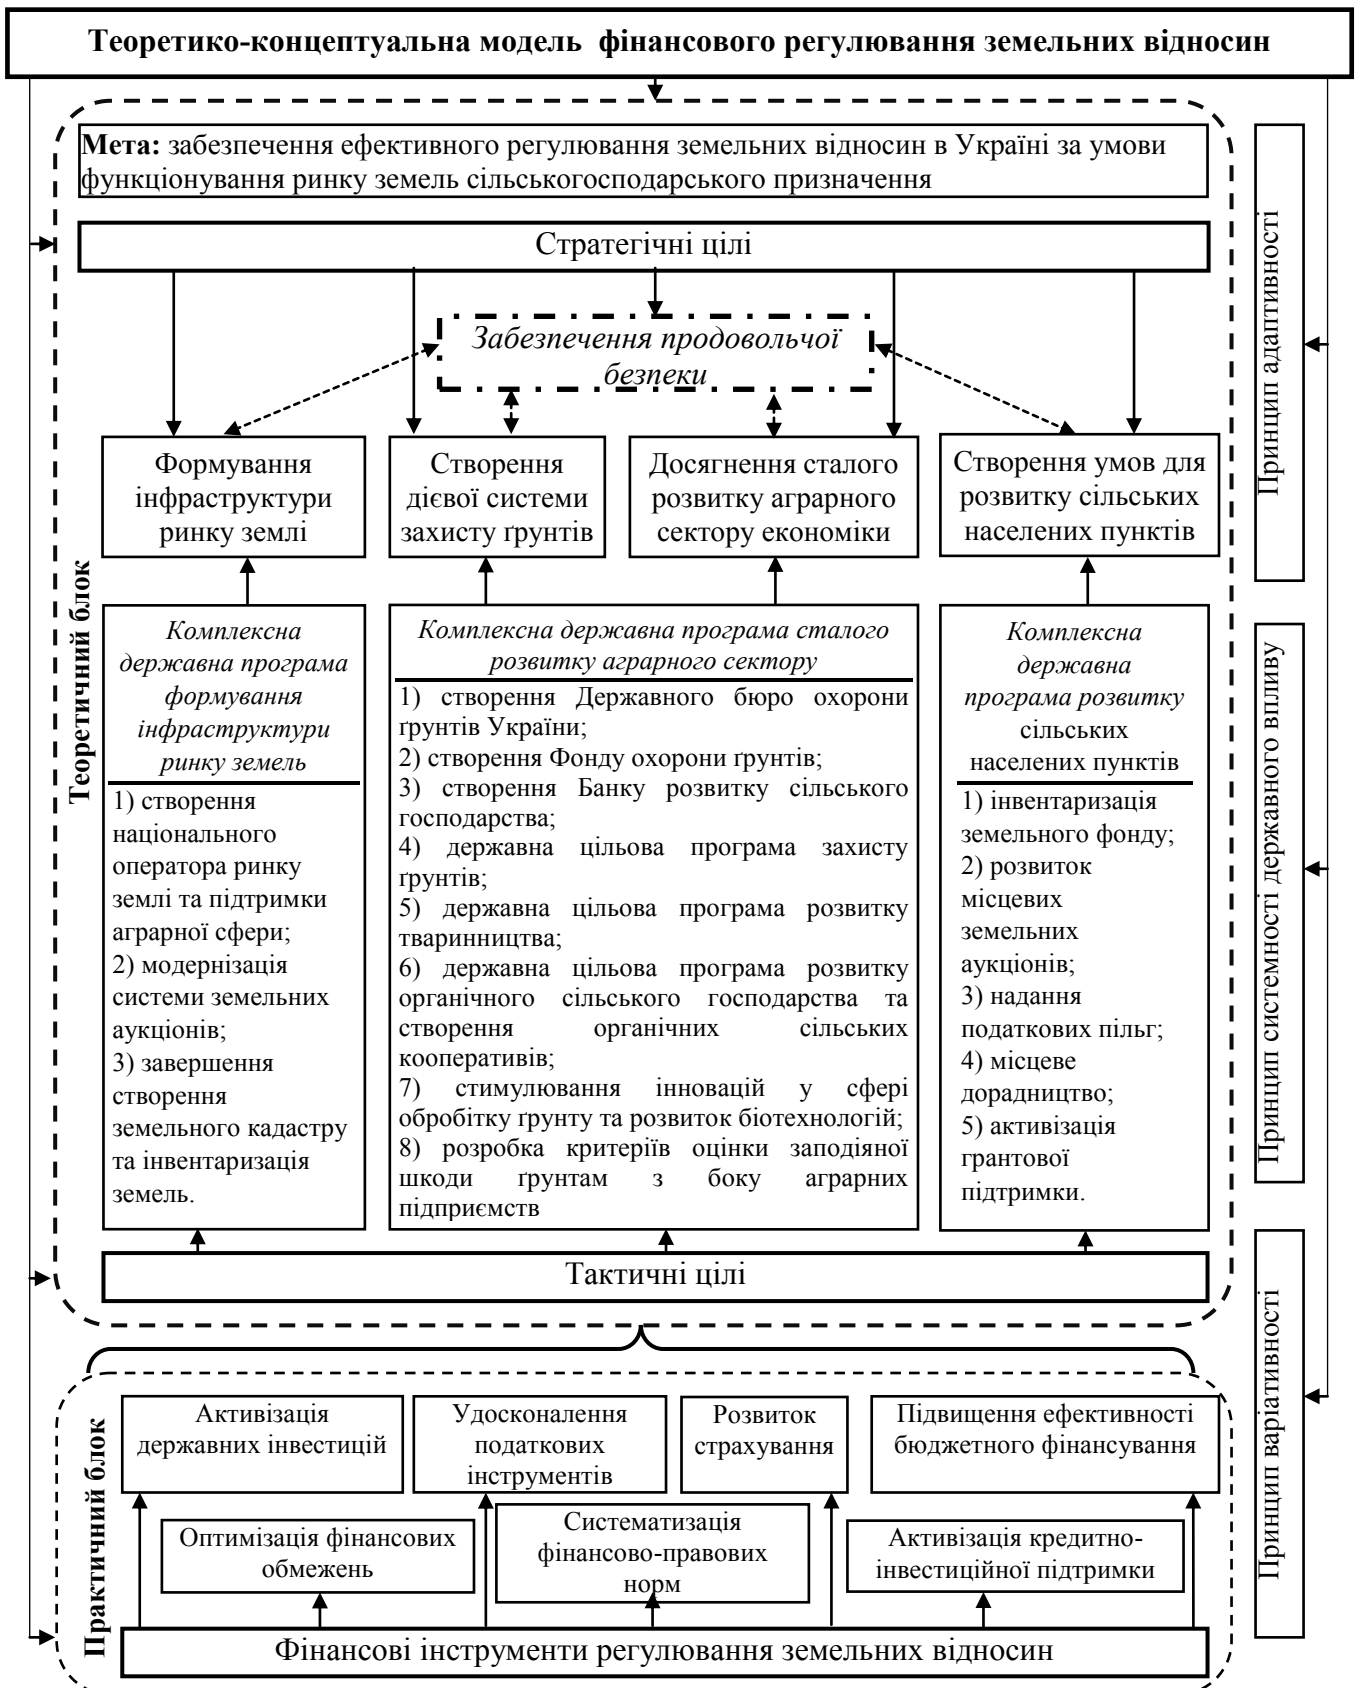 Теоретико-концептуальна модель фінансового регулювання земельних відносин
Мета: забезпечення ефективного регулювання земельних відносин в Україні за умови
функціонування ринку земель сільськогосподарського призначення
Стратегічні цілі
Забезпечення продовольчої
безпеки
Формування
інфраструктури
ринку землі
Створення
дієвої системи
захисту ґрунтів
Досягнення сталого
розвитку аграрного
сектору економіки
Створення умов для
розвитку сільських
населених пунктів
Теоретичний блок
Комплексна
державна програма
формування
інфраструктури
ринку земель
1) створення
національного
оператора ринку
землі та підтримки
аграрної сфери;
2) модернізація
системи земельних
аукціонів;
3) завершення
створення
земельного кадастру
та інвентаризація
земель.
Комплексна державна програма сталого
розвитку аграрного сектору
1) створення Державного бюро охорони
ґрунтів України;
2) створення Фонду охорони ґрунтів;
3) створення Банку розвитку сільського
господарства;
4) державна цільова програма захисту
ґрунтів;
5) державна цільова програма розвитку
тваринництва;
6) державна цільова програма розвитку
органічного сільського господарства та
створення органічних сільських
кооперативів;
7) стимулювання інновацій у сфері
обробітку ґрунту та розвиток біотехнологій;
8) розробка критеріїв оцінки заподіяної
шкоди ґрунтам з боку аграрних
підприємств
Комплексна
державна
програма розвитку
сільських
населених пунктів
1) інвентаризація
земельного фонду;
2) розвиток
місцевих
земельних
аукціонів;
3) надання
податкових пільг;
4) місцеве
дорадництво;
5) активізація
грантової
підтримки.
Тактичні цілі
Принцип адаптивності
Принцип системності державного впливу
Принцип варіативності
Практичний блок
Активізація
державних інвестицій
Удосконалення
податкових
інструментів
Розвиток
страхування
Підвищення ефективності
бюджетного фінансування
Оптимізація фінансових
обмежень
Систематизація
фінансово-правових
норм
Активізація кредитно-
інвестиційної підтримки
Фінансові інструменти регулювання земельних відносин